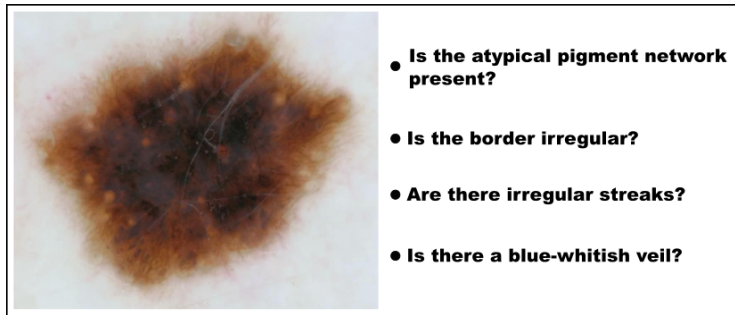 ● Is the atypical pigment network
present?
● Is the border irregular?
● Are there irregular streaks?
● Is there a blue-whitish veil?